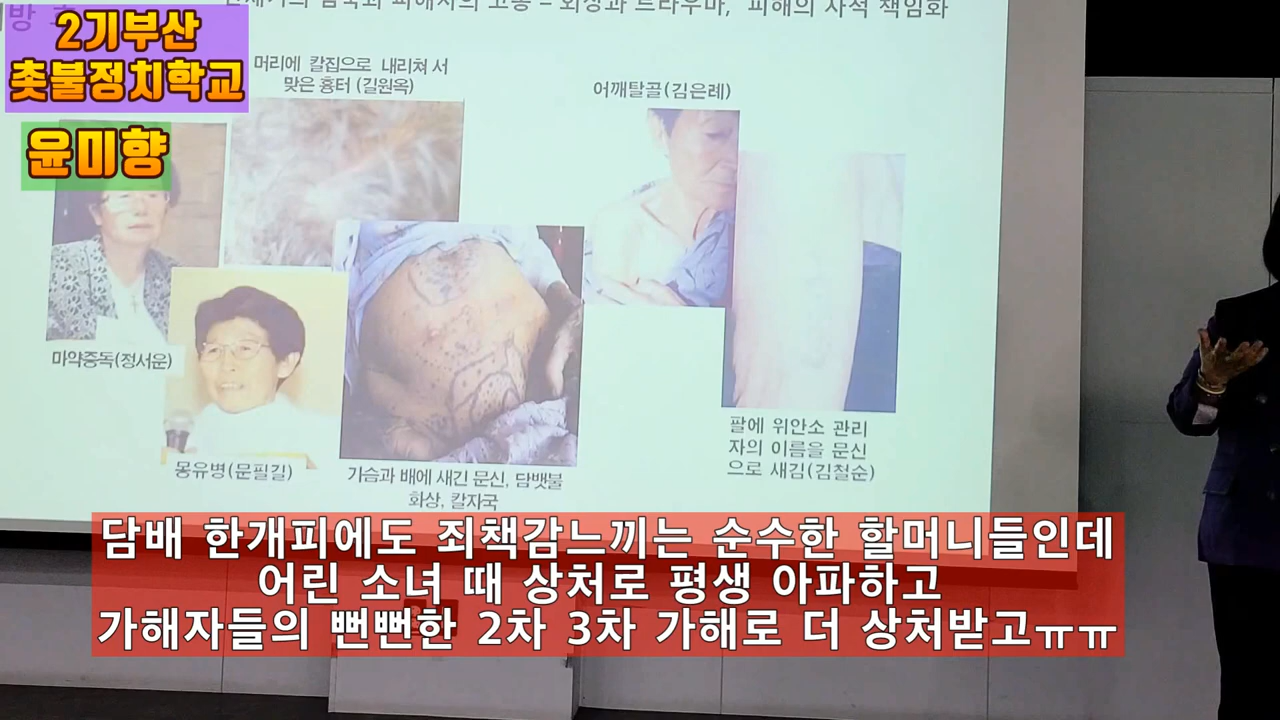 피해자의 고통 - 외상과 트라우마, 피해의 사적 책임화
2기부산
촛불정치학교
윤미향
머리에 칼집으로 내리쳐 서
맞은 흉터 (길원옥)
어깨탈골(김은례)
마약중독(정서운)
몽유병(문필길)
가슴과 배에 새긴 문신, 담뱃불
화상, 칼자국
팔에 위안소 관리
자의 이름을 문신
으로 새김(김철순)
담배 한개피에도 죄책감느끼는 순수한 할머니들인데
어린 소녀 때 상처로 평생 아파하고
가해자들의 뻔뻔한 2차 3차 가해로 더 상처받고ㅠㅠ